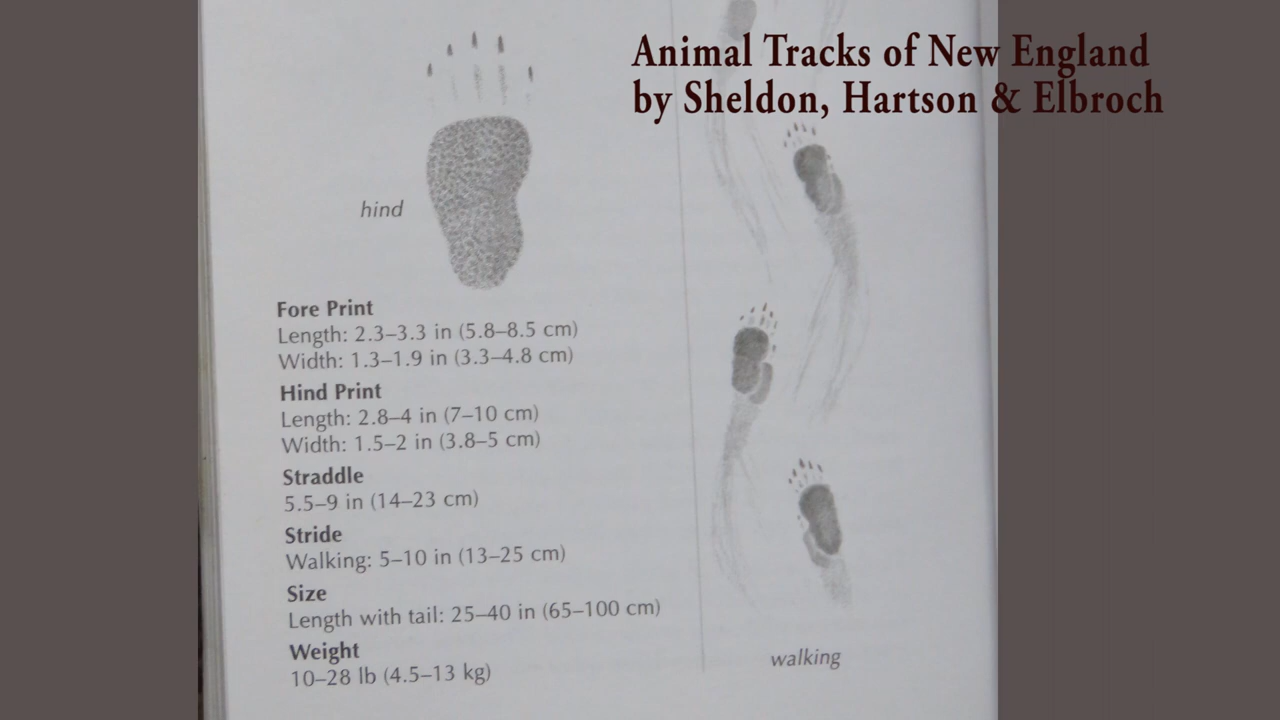 Animal Tracks of New England
by Sheldon, Hartson & Elbroch
hind
Fore Print
Length: 2.3–3.3 in (5.8–8.5 cm)
Width: 1.3–1.9 in (3.3–4.8 cm)
Hind Print
Length: 2.8–4 in (7–10 cm)
Width: 1.5–2 in (3.8–5 cm)
Straddle
5.5–9 in (14–23 cm)
Stride
Walking: 5–10 in (13–25 cm)
Size
Length with tail: 25–40 in (65–100 cm)
Weight
10–28 lb (4.5–13 kg)
walking